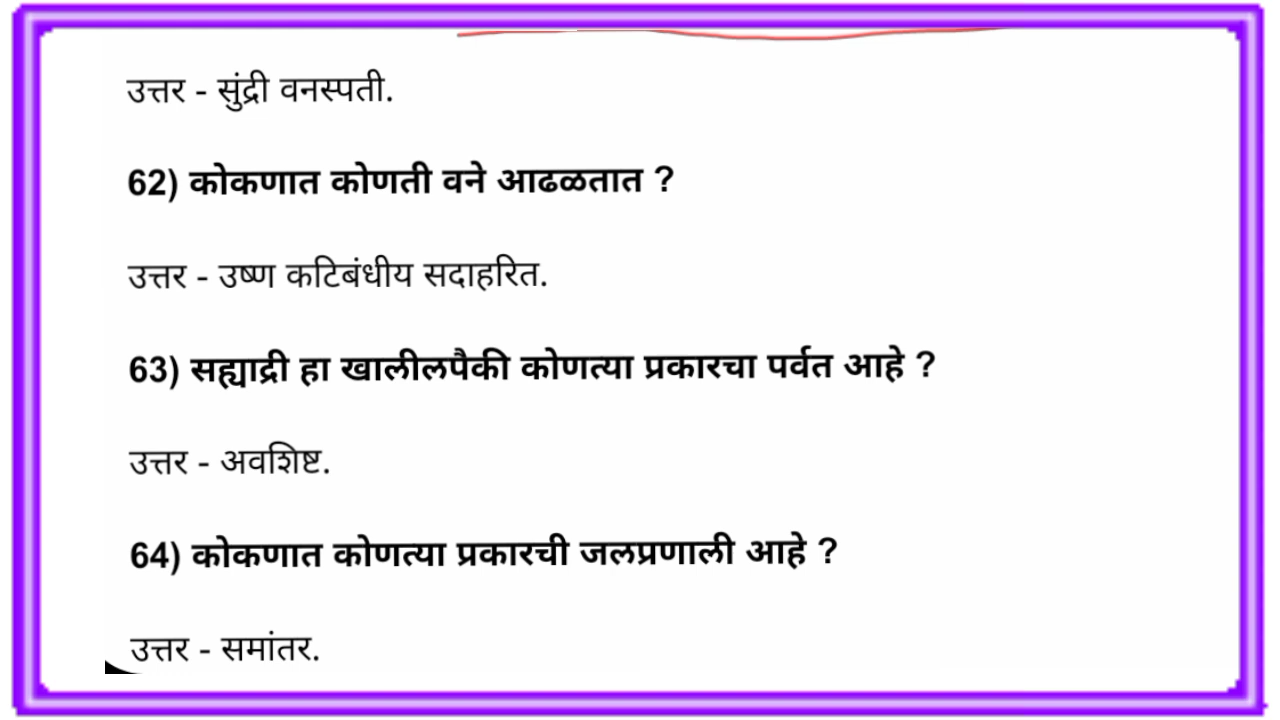 उत्तर - सुंद्री वनस्पती.
62) कोकणात कोणती वने आढळतात ?
उत्तर - उष्ण कटिबंधीय सदाहरित.
63) सह्याद्री हा खालीलपैकी कोणत्या प्रकारचा पर्वत आहे ?
उत्तर - अवशिष्ट.
64) कोकणात कोणत्या प्रकारची जलप्रणाली आहे ?
उत्तर - समांतर.